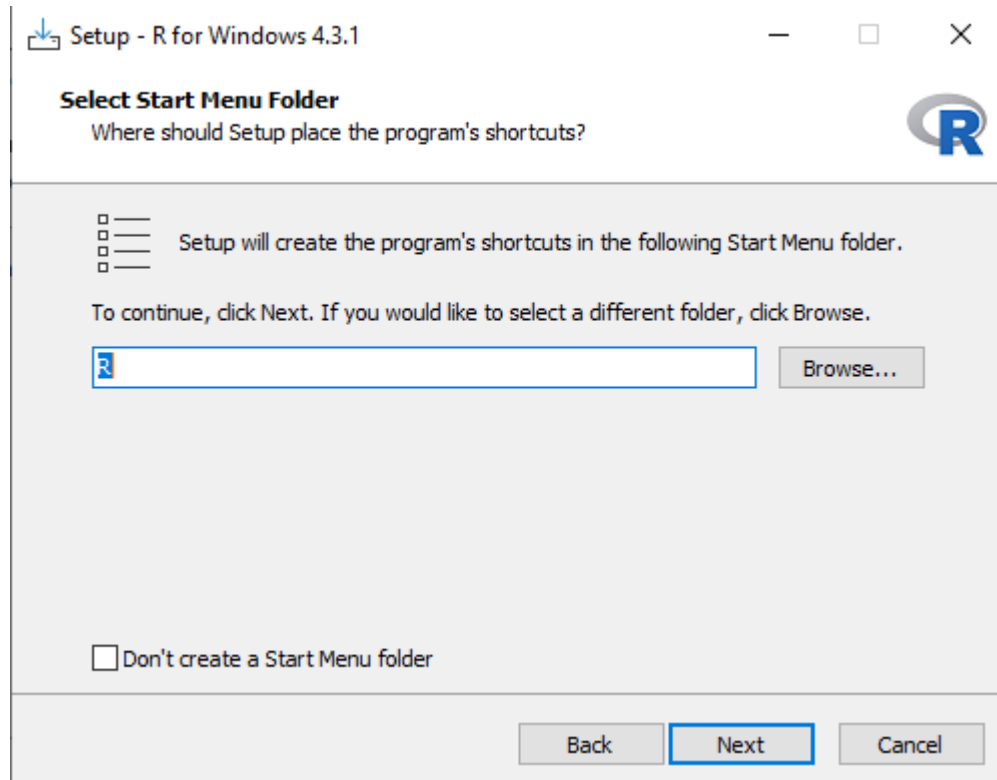 Setup - R for Windows 4.3.1
Select Start Menu Folder
Where should Setup place the program's shortcuts?
R
Setup will create the program's shortcuts in the following Start Menu folder.
To continue, click Next. If you would like to select a different folder, click Browse.
R
Browse...
Don't create a Start Menu folder
Back
Next
Cancel